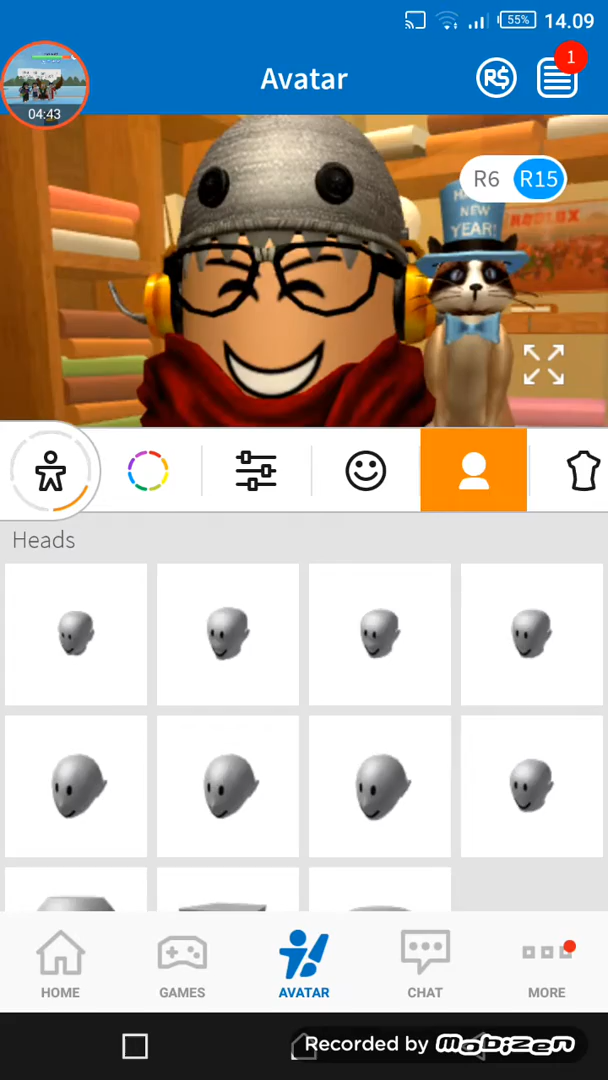 55% 14.09
04:43
Avatar
R$
1
R6 R15
NEW
YEAR!
ROBLOX
Heads
HOME GAMES AVATAR CHAT MORE
Recorded by mobizen